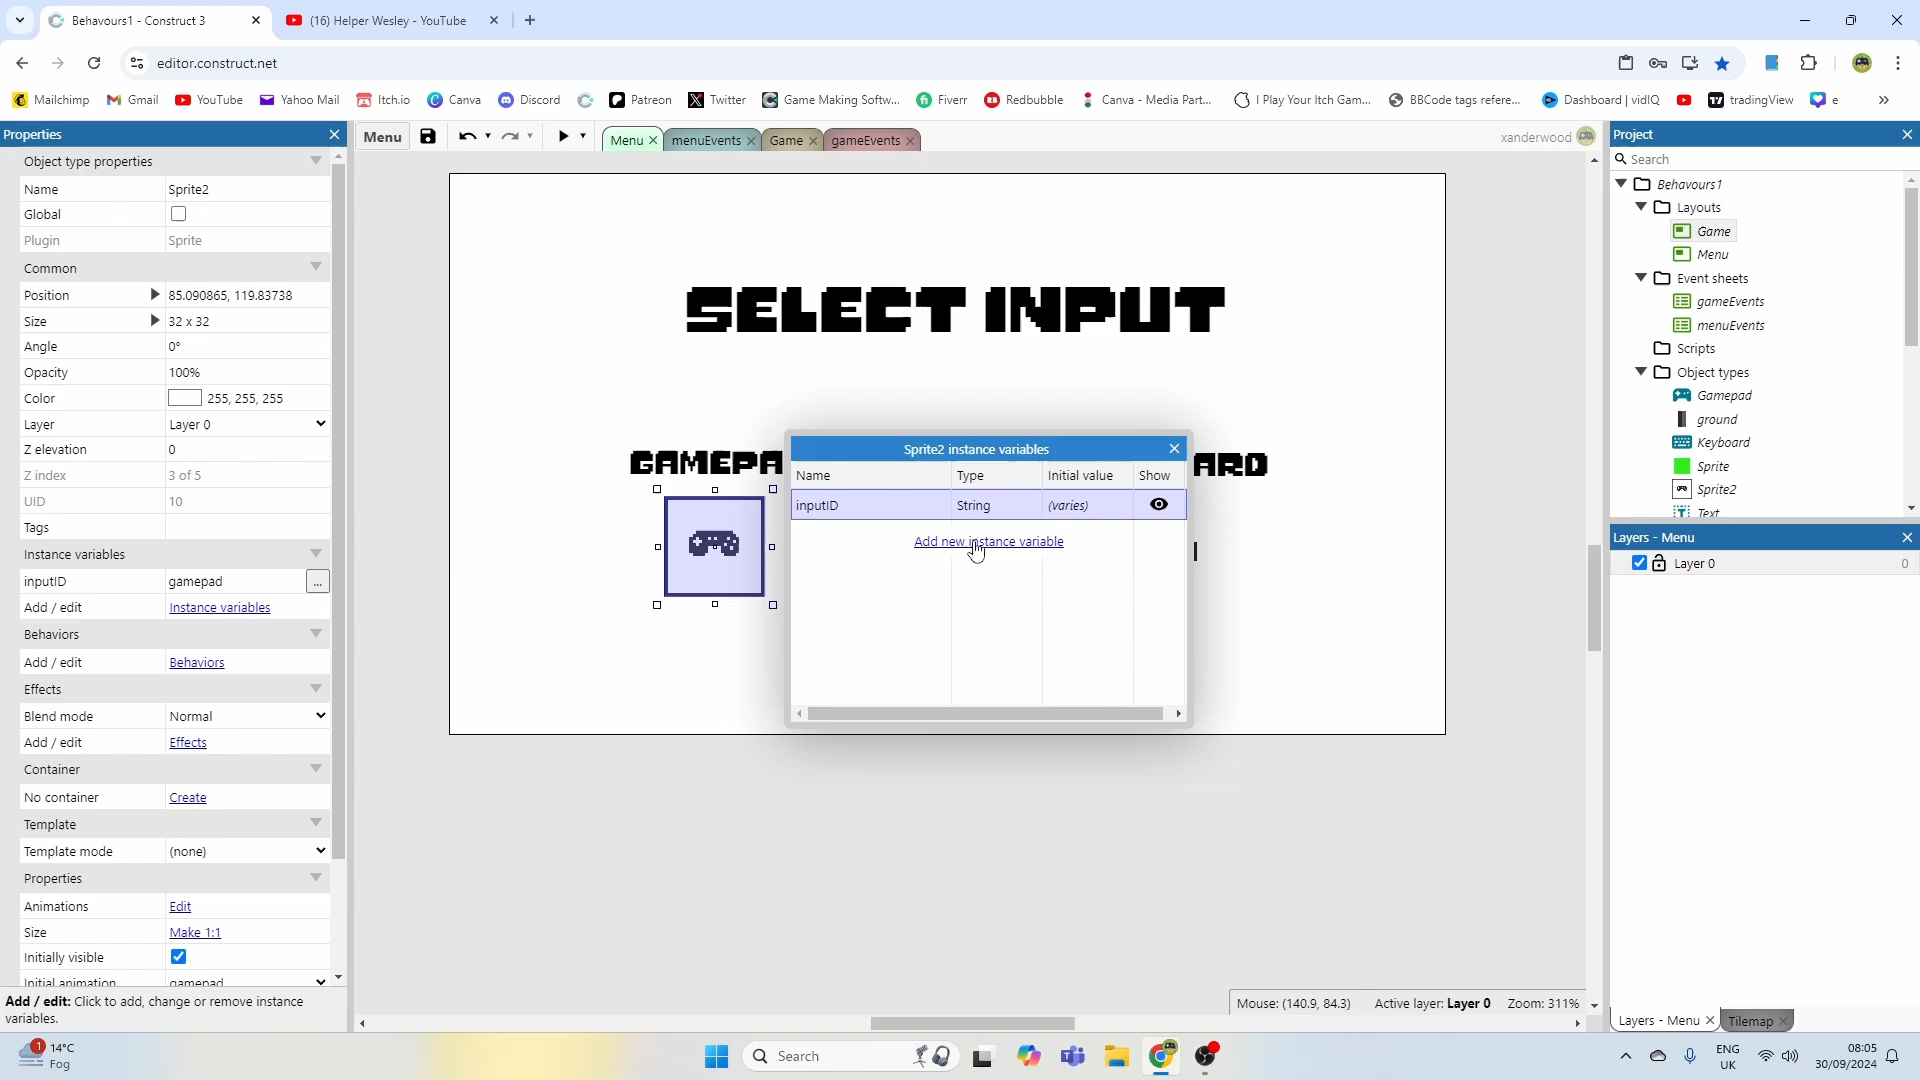 Behavours1 - Construct 3
(16) Helper Wesley - YouTube
editor.construct.net
Mailchimp Gmail YouTube Yahoo Mail Itch.io Canva Discord Patreon Twitter Game Making Softw... Fiverr Redbubble Canva - Media Part... I Play Your Itch Gam... BBCode tags refere... Dashboard | vidIQ tradingView e
Properties
Menu
Menu menuEvents Game gameEvents
xanderwood
Project
Object type properties
Name Sprite2
Global
Plugin Sprite
Common
Position 85.090865, 119.83738
Size 32 x 32
Angle 0°
Opacity 100%
Color 255, 255, 255
Layer Layer 0
Z elevation 0
Z index 3 of 5
UID 10
Tags
Instance variables
inputID gamepad ...
Add / edit Instance variables
Behaviors
Add / edit Behaviors
Effects
Blend mode Normal
Add / edit Effects
Container
No container Create
Template
Template mode (none)
Properties
Animations Edit
Size Make 1:1
Initially visible
Initial animation gamepad
Add / edit: Click to add, change or remove instance
variables.
SELECT INPUT
GAMEPA
ARD
Sprite2 instance variables
Name Type Initial value Show
inputID String (varies)
Add new instance variable
Mouse: (140.9, 84.3) Active layer: Layer 0 Zoom: 311%
Search
Behavours1
Layouts
Game
Menu
Event sheets
gameEvents
menuEvents
Scripts
Object types
Gamepad
ground
Keyboard
Sprite
Sprite2
Text
Layers - Menu
Layer 0 0
Layers - Menu Tilemap
1
14°C
Fog
Search
ENG
UK
08:05
30/09/2024